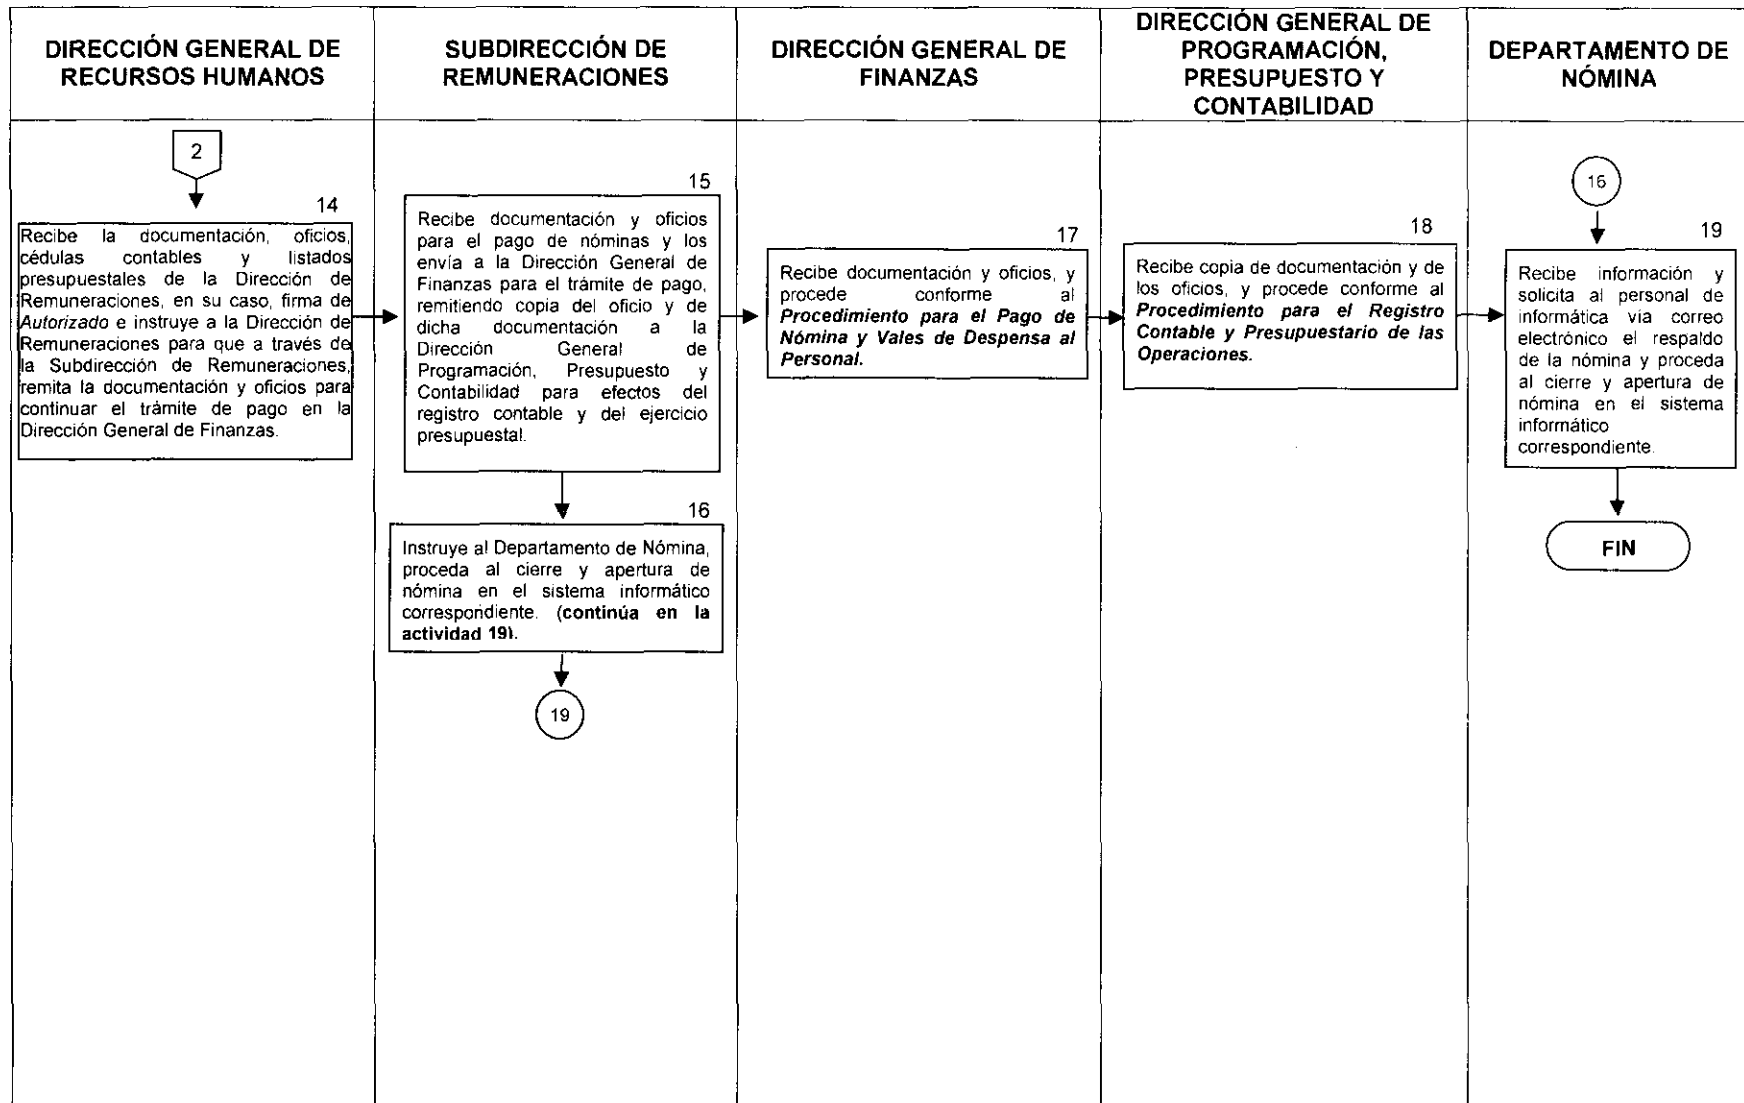 DIRECCIÓN GENERAL DE
RECURSOS HUMANOS
SUBDIRECCIÓN DE
REMUNERACIONES
DIRECCIÓN GENERAL DE
FINANZAS
DIRECCIÓN GENERAL DE
PROGRAMACIÓN,
PRESUPUESTO Y
CONTABILIDAD
DEPARTAMENTO DE
NÓMINA
2
14
Recibe la documentación, oficios,
cédulas contables y listados
presupuestales de la Dirección de
Remuneraciones, en su caso, firma de
Autorizado e instruye a la Dirección de
Remuneraciones para que a través de
la Subdirección de Remuneraciones,
remita la documentación y oficios para
continuar el trámite de pago en la
Dirección General de Finanzas.
15
Recibe documentación y oficios
para el pago de nóminas y los
envía a la Dirección General de
Finanzas para el trámite de pago,
remitiendo copia del oficio y de
dicha documentación a la
Dirección General de
Programación, Presupuesto y
Contabilidad para efectos del
registro contable y del ejercicio
presupuestal.
16
Instruye al Departamento de Nómina,
proceda al cierre y apertura de
nómina en el sistema informático
correspondiente. (continúa en la
actividad 19).
19
17
Recibe documentación y oficios, y
procede conforme al
Procedimiento para el Pago de
Nómina y Vales de Despensa al
Personal.
18
Recibe copia de documentación y de
los oficios, y procede conforme al
Procedimiento para el Registro
Contable y Presupuestario de las
Operaciones.
16
19
Recibe información y
solicita al personal de
informática via correo
electrónico el respaldo
de la nómina y proceda
al cierre y apertura de
nómina en el sistema
informático
correspondiente.
FIN